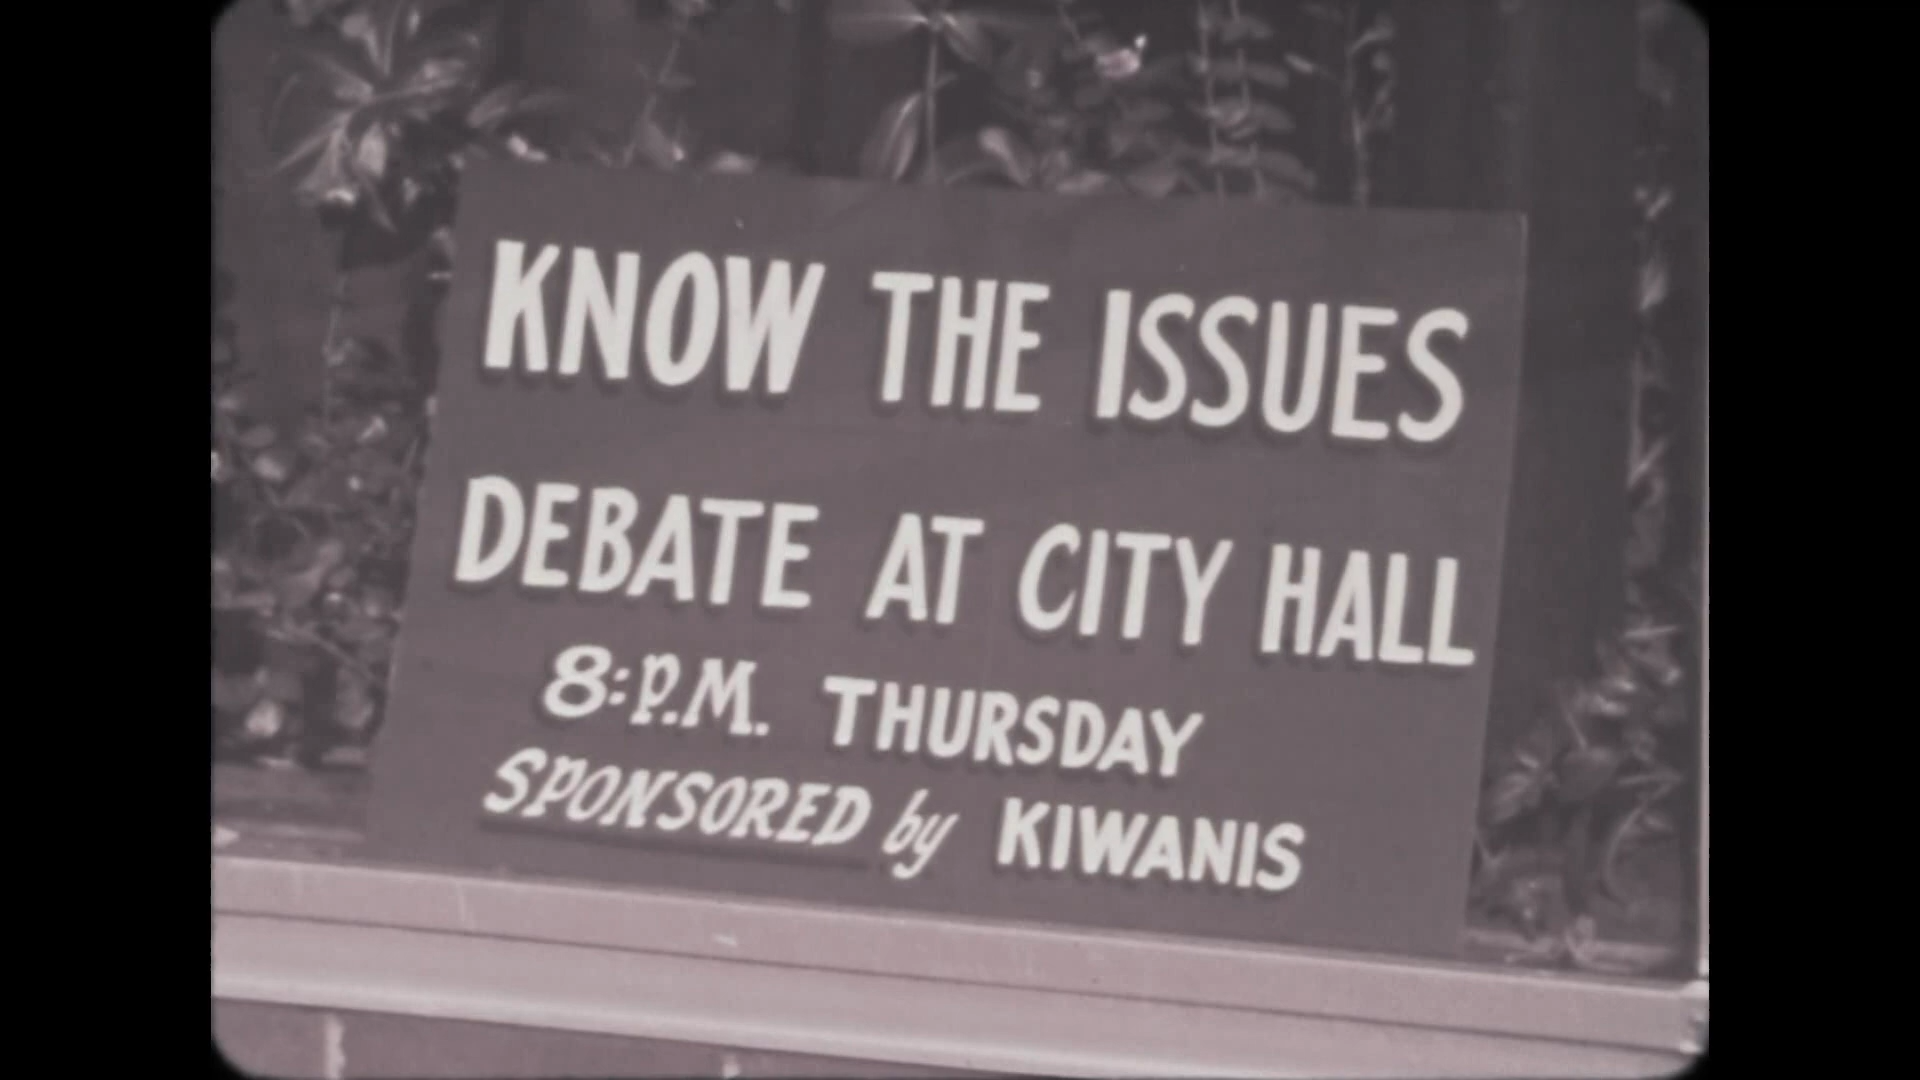 KNOW THE ISSUES
DEBATE AT CITY HALL
8:P.M. THURSDAY
SPONSORED by KIWANIS